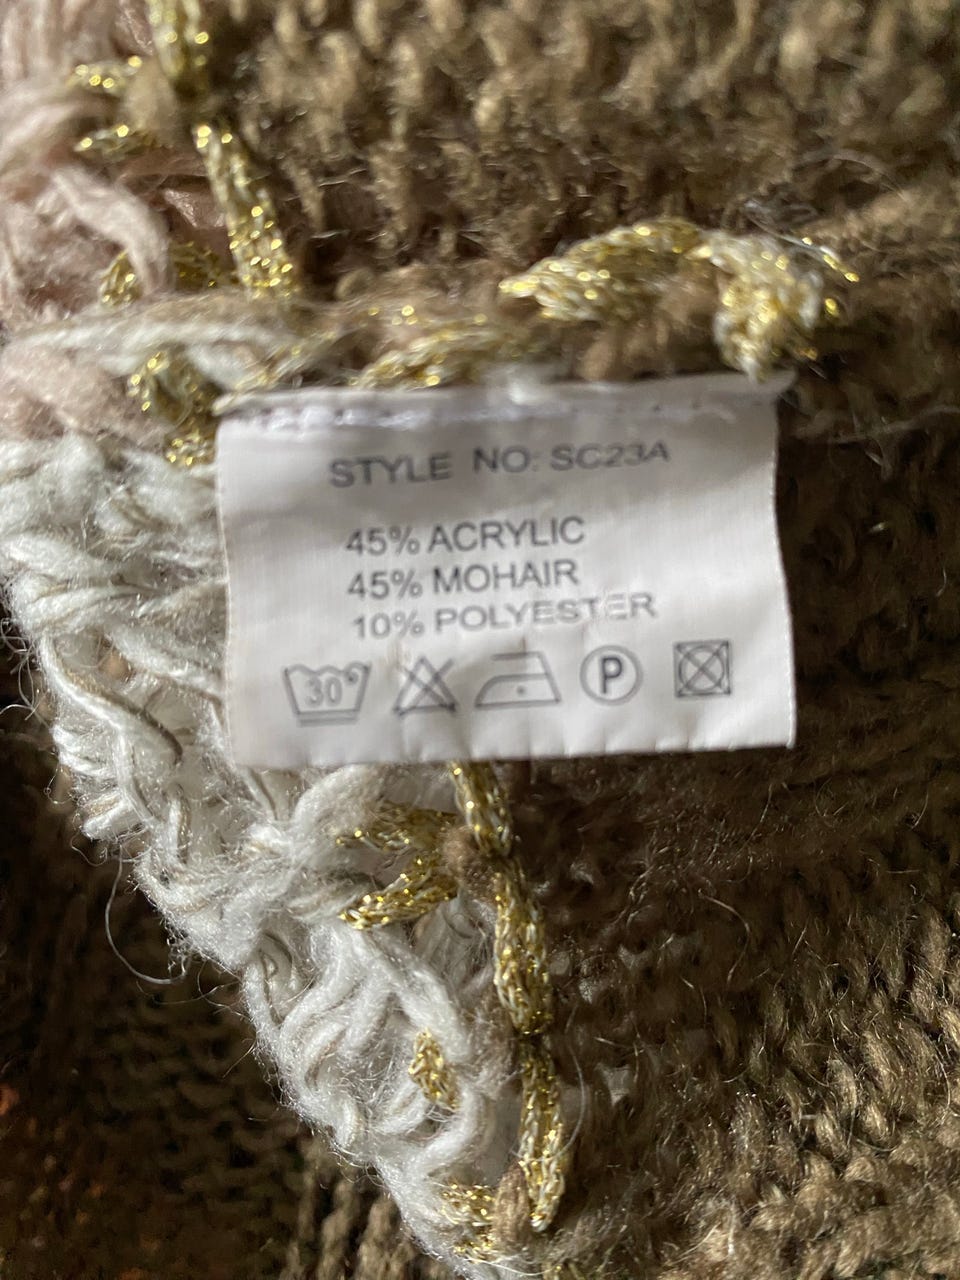 STYLE NO: SC23A
45% ACRYLIC
45% MOHAIR
10% POLYESTER
30° P